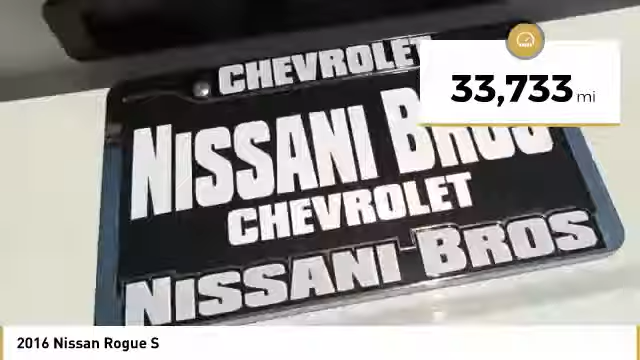 CHEVROLET
33,733 mi
NISSANI BROS
CHEVROLET
NISSANI BROS
2016 Nissan Rogue S